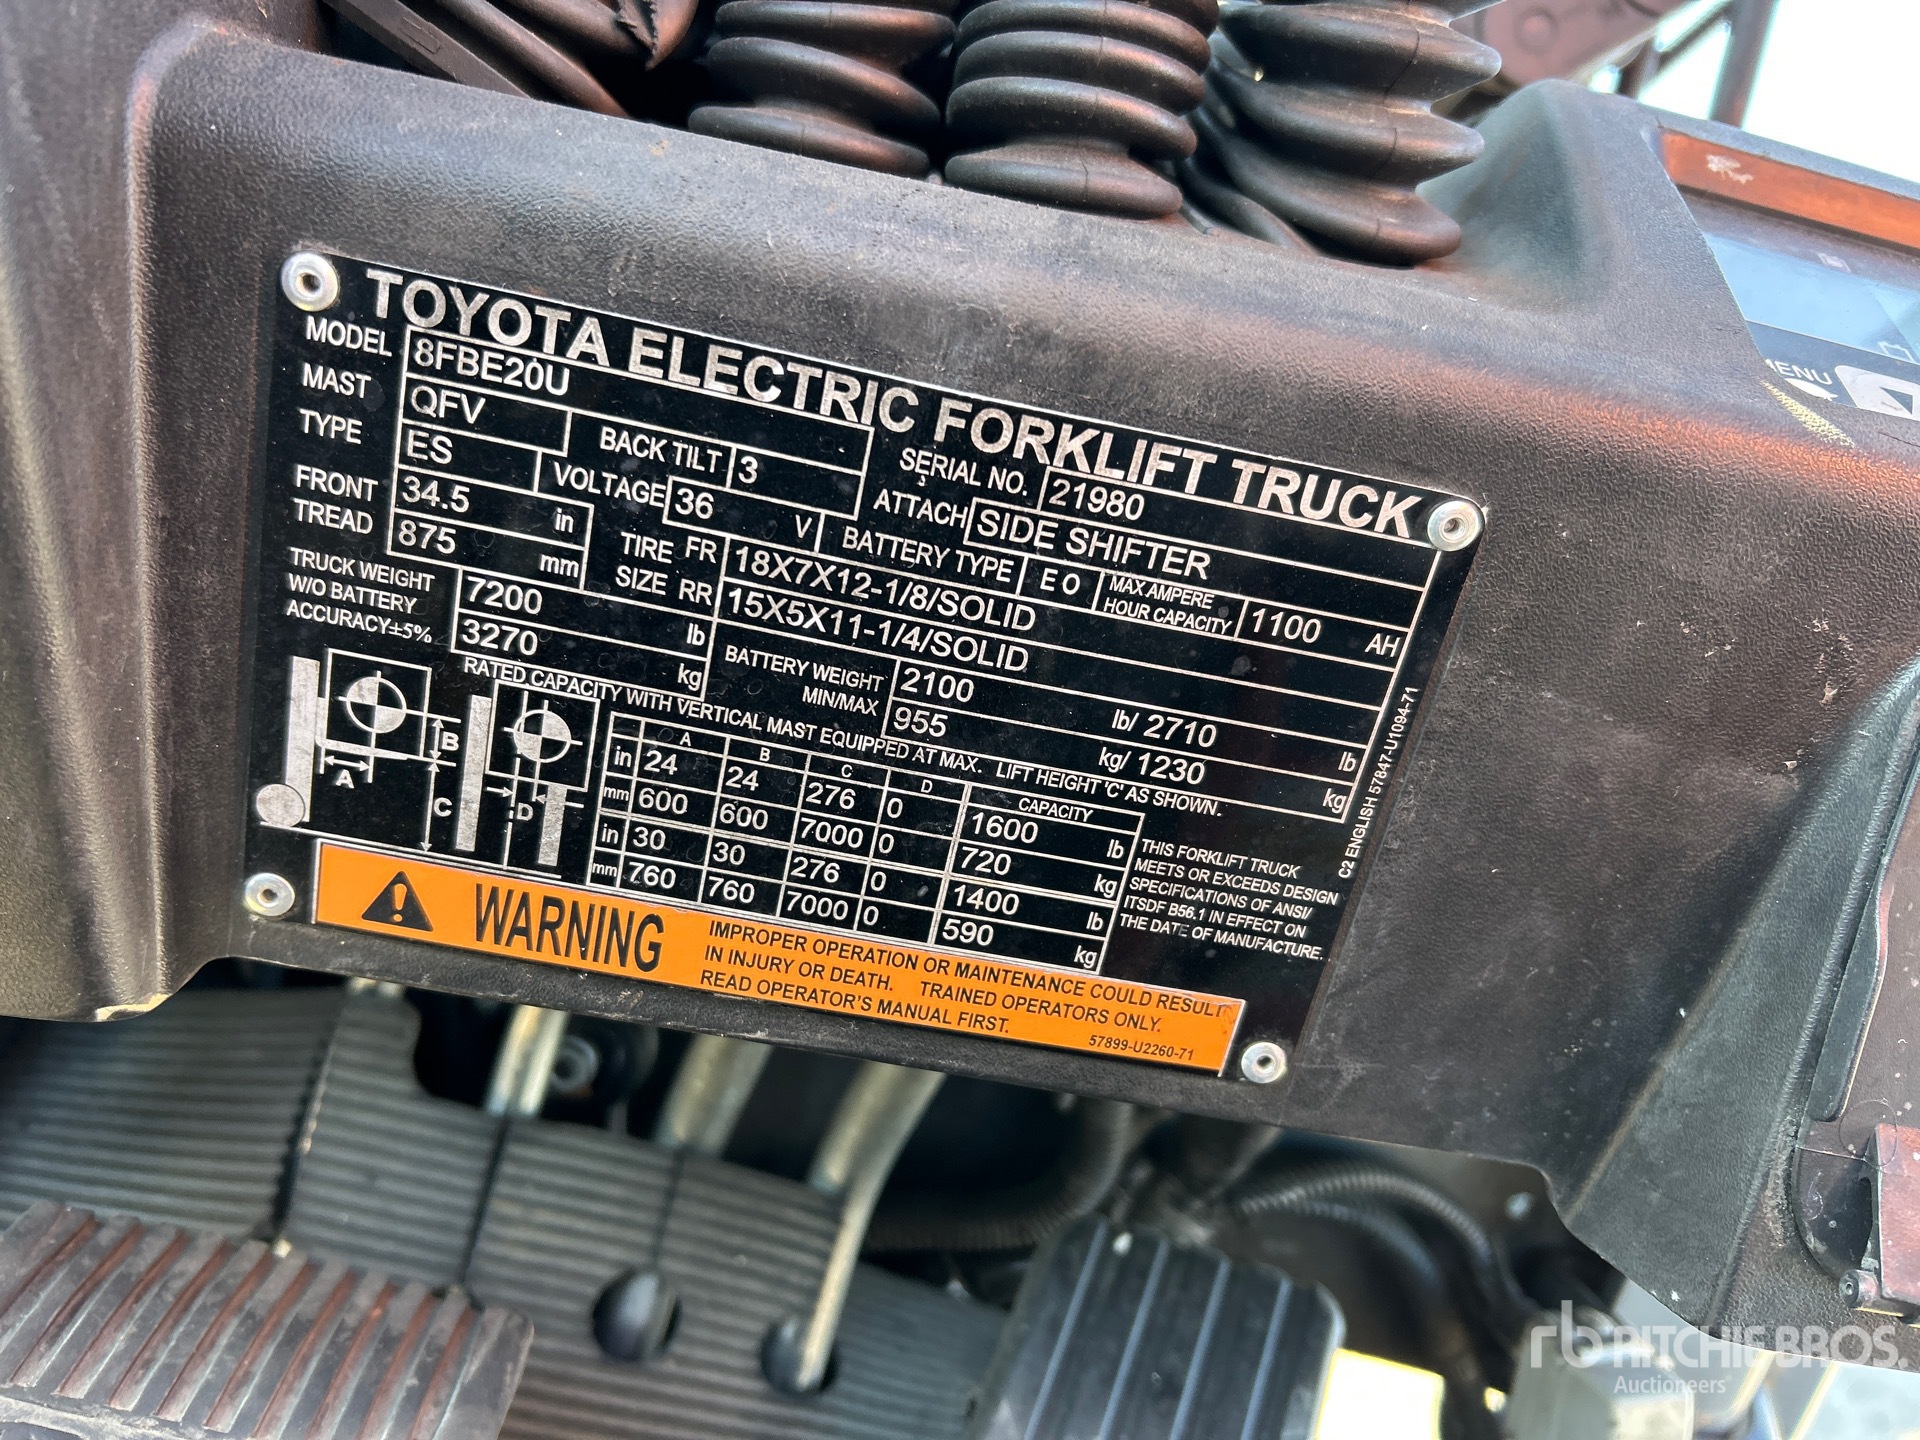 TOYOTA ELECTRIC FORKLIFT TRUCK
MODEL 8FBE20U SERIAL NO. 21980
MAST QFV BACK TILT 3 ATTACH SIDE SHIFTER
TYPE ES VOLTAGE 36 V BATTERY TYPE E O MAX AMPERE HOUR CAPACITY 1100 AH
FRONT TREAD 34.5 in
875 mm
TIRE SIZE FR 18X7X12-1/8/SOLID
RR 15X5X11-1/4/SOLID
TRUCK WEIGHT
W/O BATTERY
ACCURACY±5%
7200 lb
3270 kg
BATTERY WEIGHT
MIN/MAX
2100 lb/ 2710 lb
955 kg/ 1230 kg
RATED CAPACITY WITH VERTICAL MAST EQUIPPED AT MAX. LIFT HEIGHT 'C' AS SHOWN.
A B C D
A B C D CAPACITY
in 24 24 276 0 1600 lb
mm 600 600 7000 0 720 kg
in 30 30 276 0 1400 lb
mm 760 760 7000 0 590 kg
THIS FORKLIFT TRUCK
MEETS OR EXCEEDS DESIGN
SPECIFICATIONS OF ANSI/
ITSDF B56.1 IN EFFECT ON
THE DATE OF MANUFACTURE.
C2 ENGLISH 57847-U1094-71
WARNING
IMPROPER OPERATION OR MAINTENANCE COULD RESULT
IN INJURY OR DEATH. TRAINED OPERATORS ONLY.
READ OPERATOR'S MANUAL FIRST.
57899-U2260-71
MENU
rb RITCHIE BROS.
Auctioneers